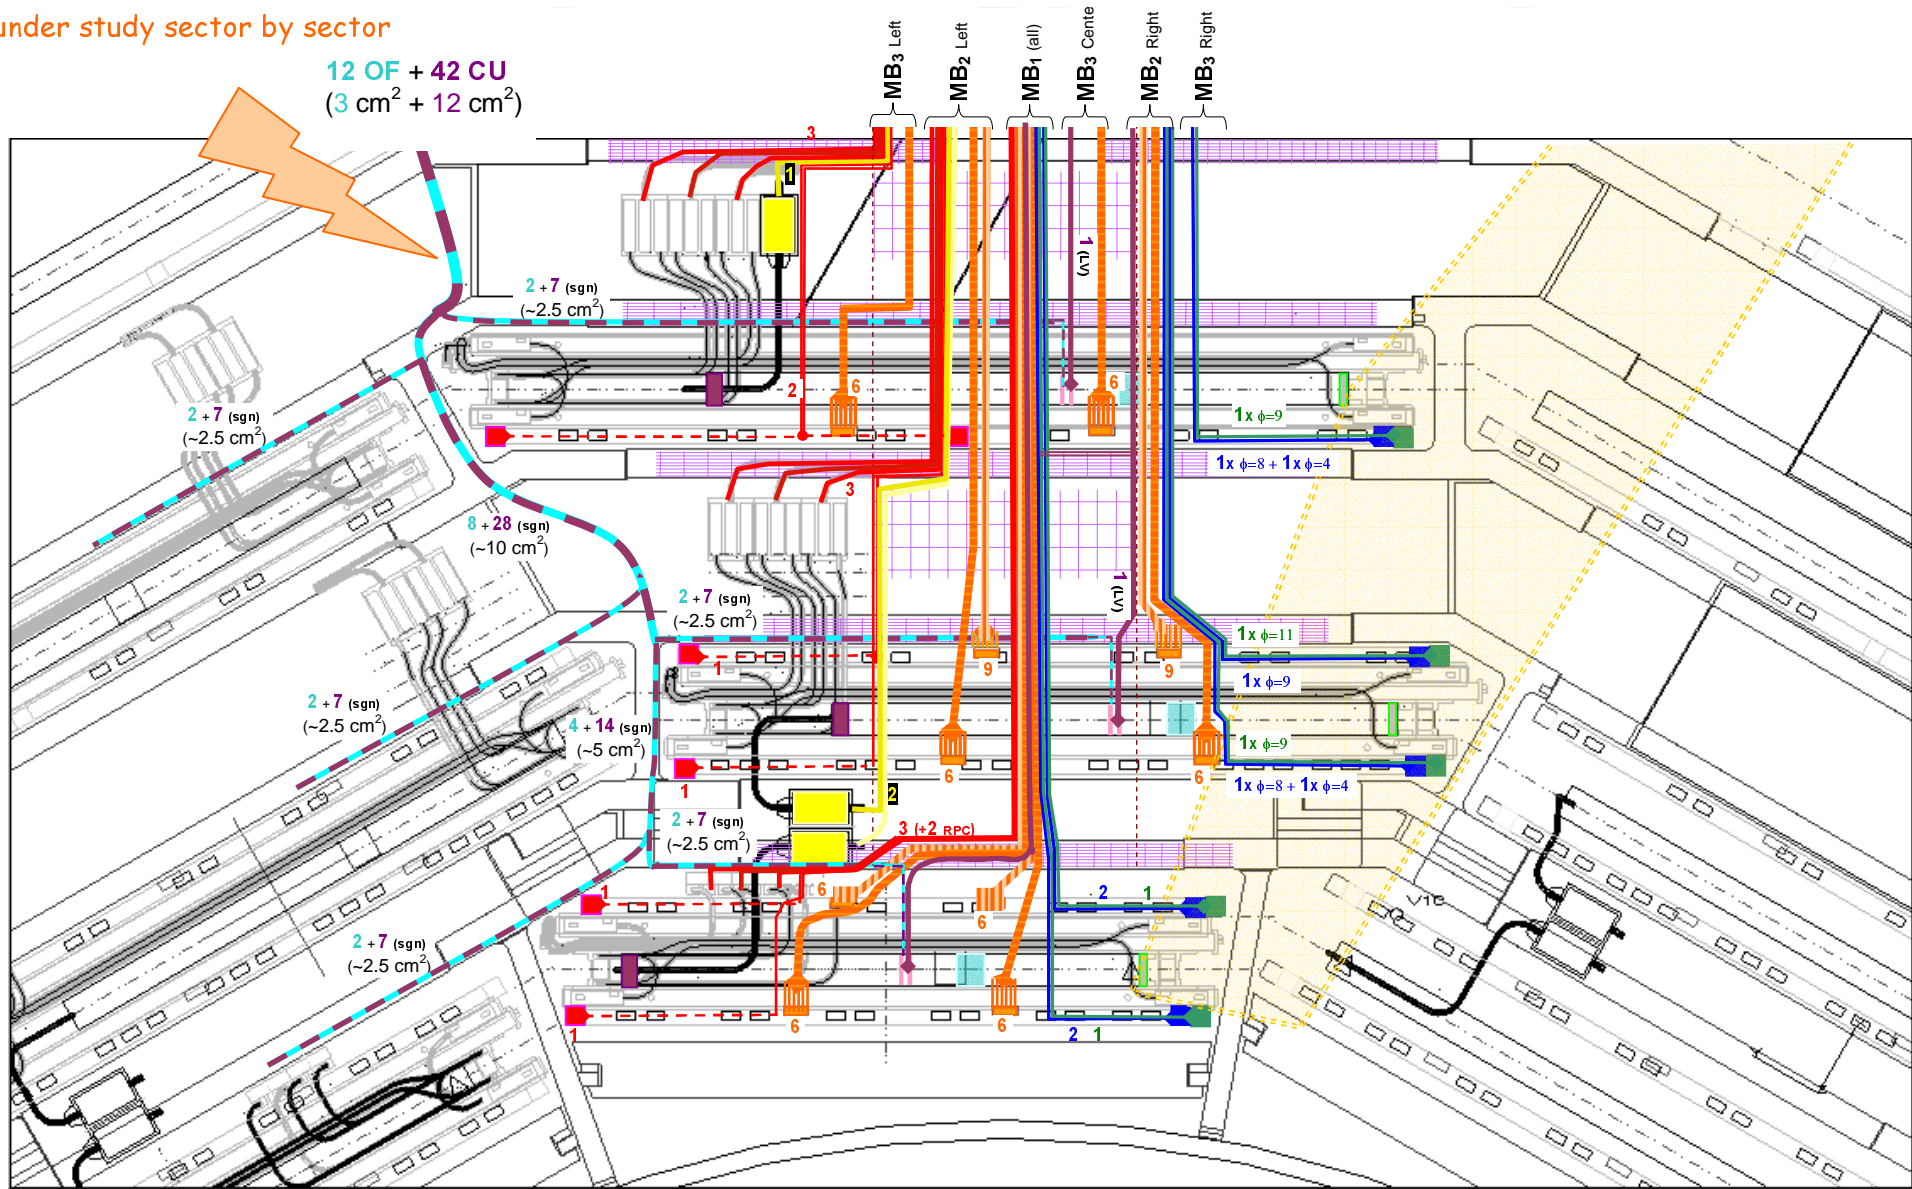 under study sector by sector
12 OF + 42 CU
(3 cm² + 12 cm²)
MB3 Left
MB2 Left
MB1 (all)
MB3 Cente
MB2 Right
MB3 Right
3
1
1 (LV)
2 + 7 (sgn)
(~2.5 cm²)
2
6
6
2 + 7 (sgn)
(~2.5 cm²)
1x ϕ=9
1x ϕ=8 + 1x ϕ=4
3
8 + 28 (sgn)
(~10 cm²)
1 (LV)
2 + 7 (sgn)
(~2.5 cm²)
1x ϕ=11
1
9
9
1x ϕ=9
2 + 7 (sgn)
(~2.5 cm²)
4 + 14 (sgn)
(~5 cm²)
1x ϕ=9
6
6
1x ϕ=8 + 1x ϕ=4
1
2
2 + 7 (sgn)
(~2.5 cm²)
3 (+2 RPC)
1
6
6
2
1
V10
2 + 7 (sgn)
(~2.5 cm²)
1
6
6
2
1